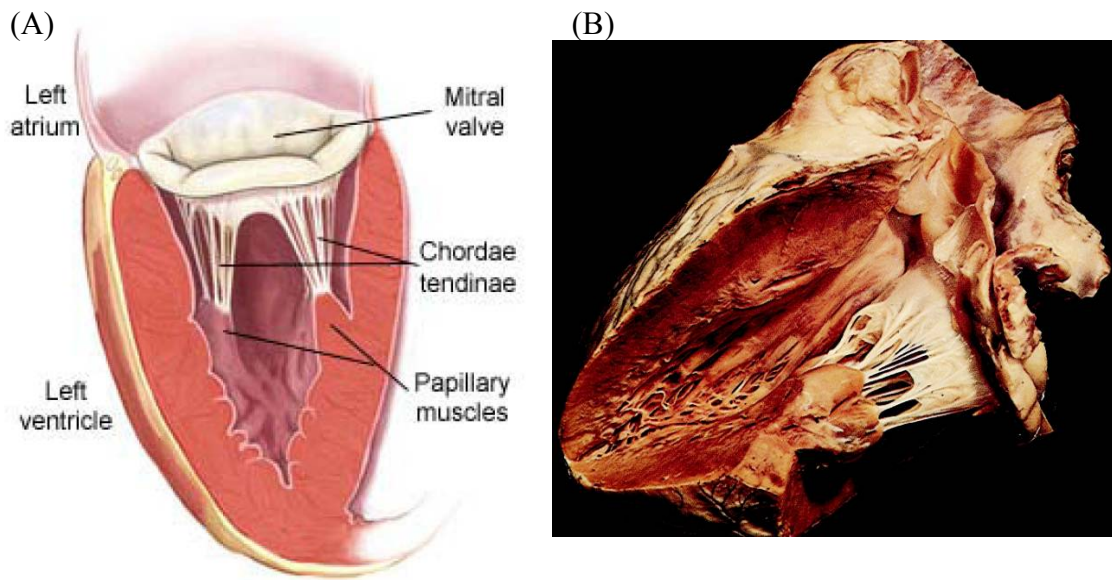 (A)
(B)
Left
atrium
Mitral
valve
Chordae
tendinae
Left
ventricle
Papillary
muscles